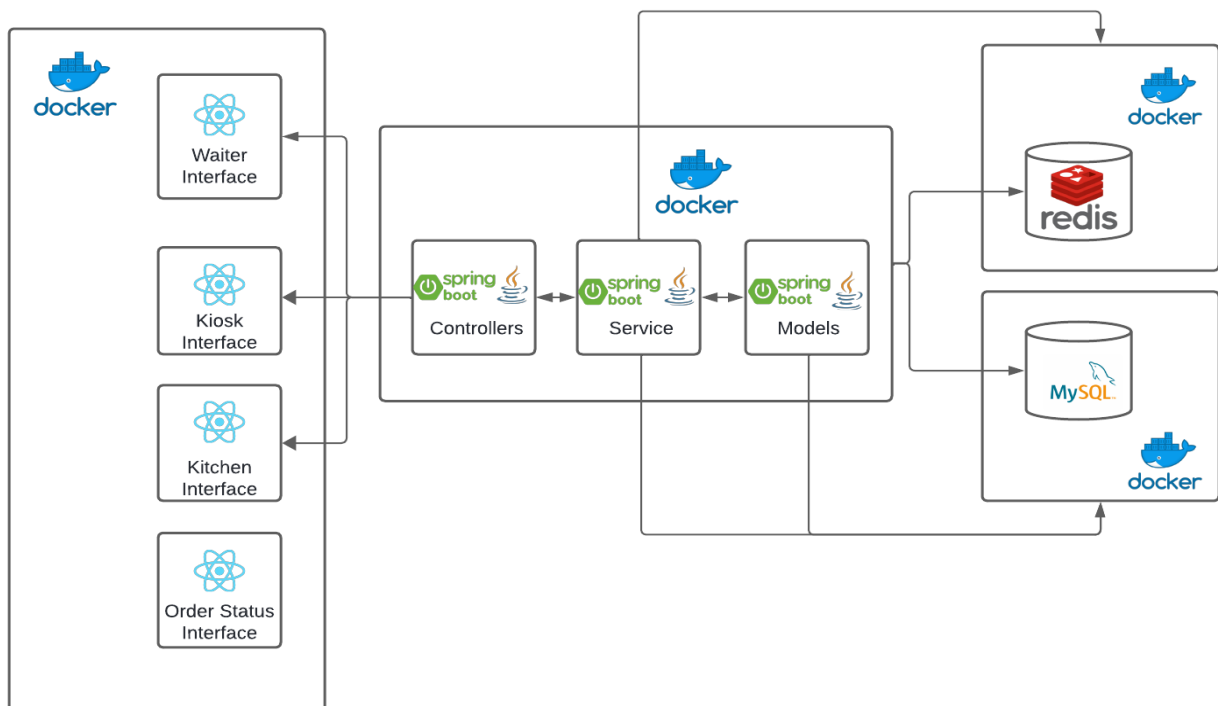 docker
Waiter
Interface
Kiosk
Interface
Kitchen
Interface
Order Status
Interface
docker
spring
boot
Controllers
spring
boot
Service
spring
boot
Models
docker
redis
MySQL
docker